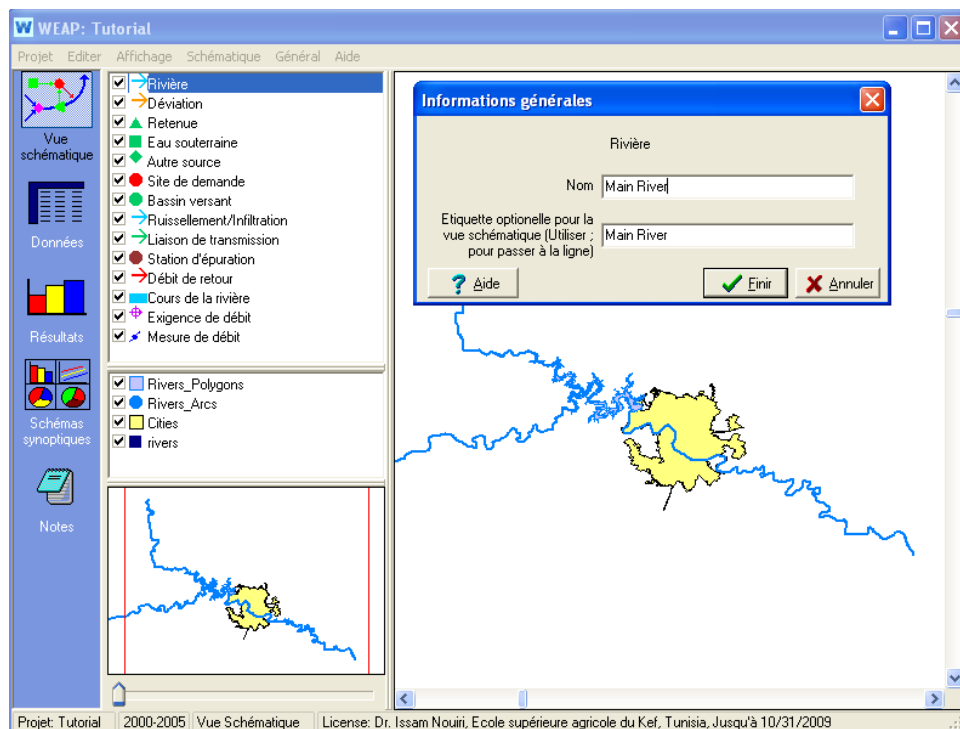 WEAP: Tutorial
Projet Editer Affichage Schématique Général Aide
Vue
schématique
Données
Résultats
Schémas
synoptiques
Notes
Rivière
Déviation
Retenue
Eau souterraine
Autre source
Site de demande
Bassin versant
Ruissellement/Infiltration
Liaison de transmission
Station d'épuration
Débit de retour
Cours de la rivière
Exigence de débit
Mesure de débit
Rivers_Polygons
Rivers_Arcs
Cities
rivers
Informations générales
Rivière
Nom Main River
Etiquette optionelle pour la
vue schématique (Utiliser ;
pour passer à la ligne)
Main River
? Aide
Finir
Annuler
Projet: Tutorial 2000-2005 Vue Schématique License: Dr. Issam Nouiri, Ecole supérieure agricole du Kef, Tunisia, Jusqu'à 10/31/2009